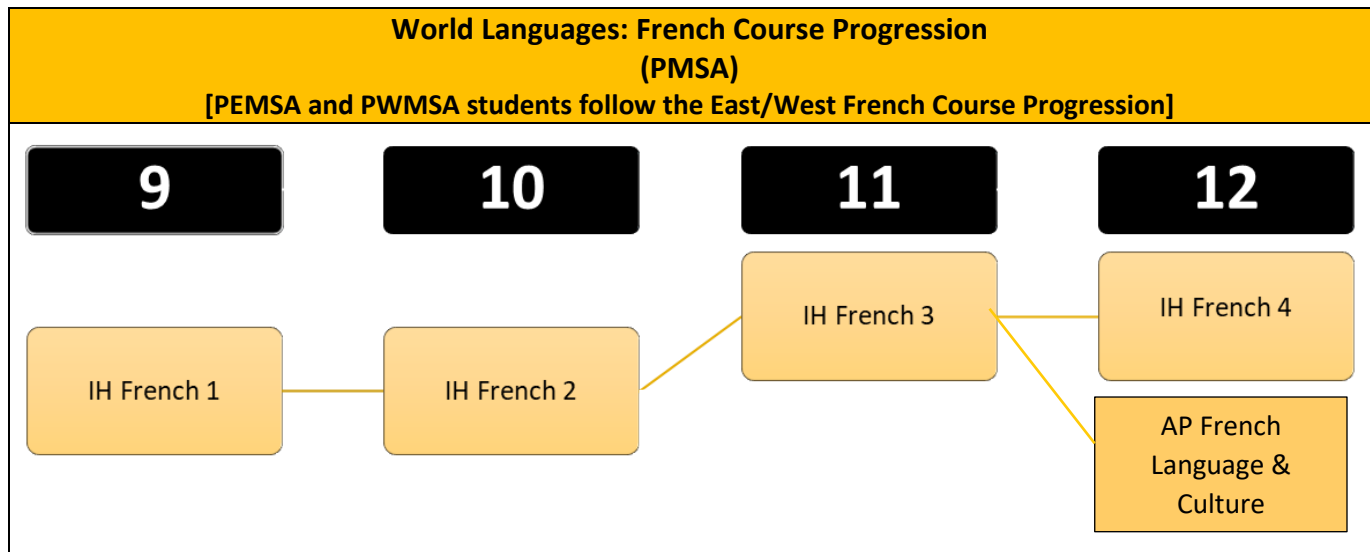 World Languages: French Course Progression
(PMSA)
[PEMSA and PWMSA students follow the East/West French Course Progression]
9
10
11
12
IH French 1
IH French 2
IH French 3
IH French 4
AP French
Language &
Culture